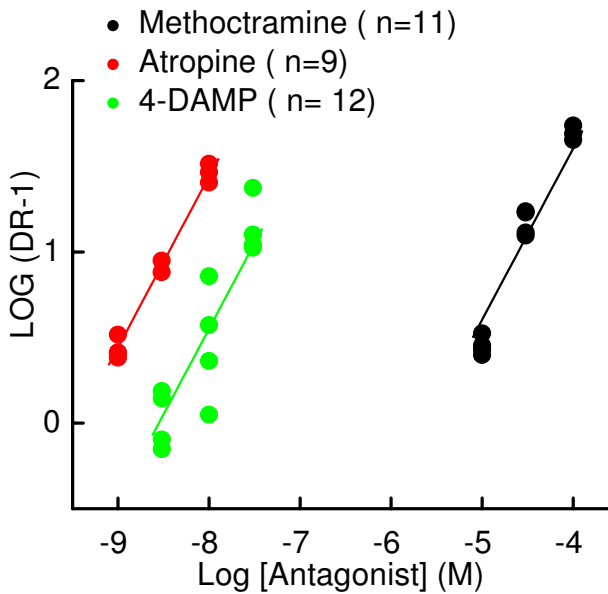 Methoctramine ( n=11)
Atropine ( n=9)
4-DAMP ( n= 12)
2
1
0
LOG (DR-1)
-9 -8 -7 -6 -5 -4
Log [Antagonist] (M)